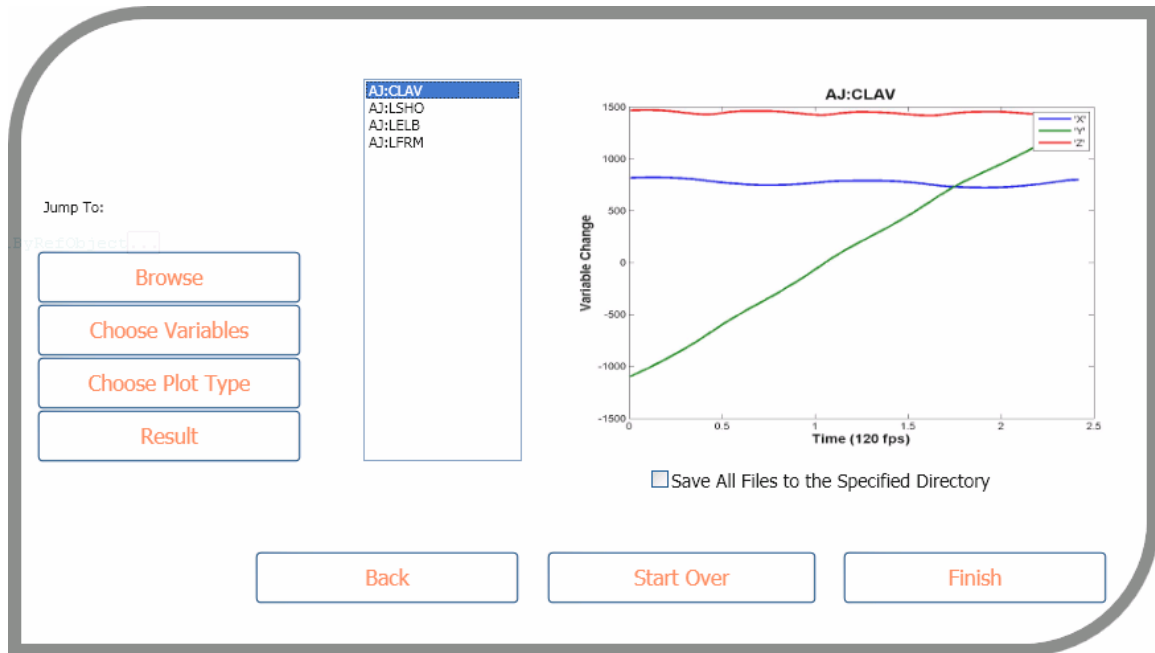 AJ:CLAV
AJ:LSHO
AJ:LELB
AJ:LFRM
Jump To:
ByRefObject...
Browse
Choose Variables
Choose Plot Type
Result
AJ:CLAV
Variable Change
1500
1000
500
0
-500
-1000
-1500
0 0.5 1 1.5 2 2.5
Time (120 fps)
'X'
'Y'
'Z'
Save All Files to the Specified Directory
Back
Start Over
Finish